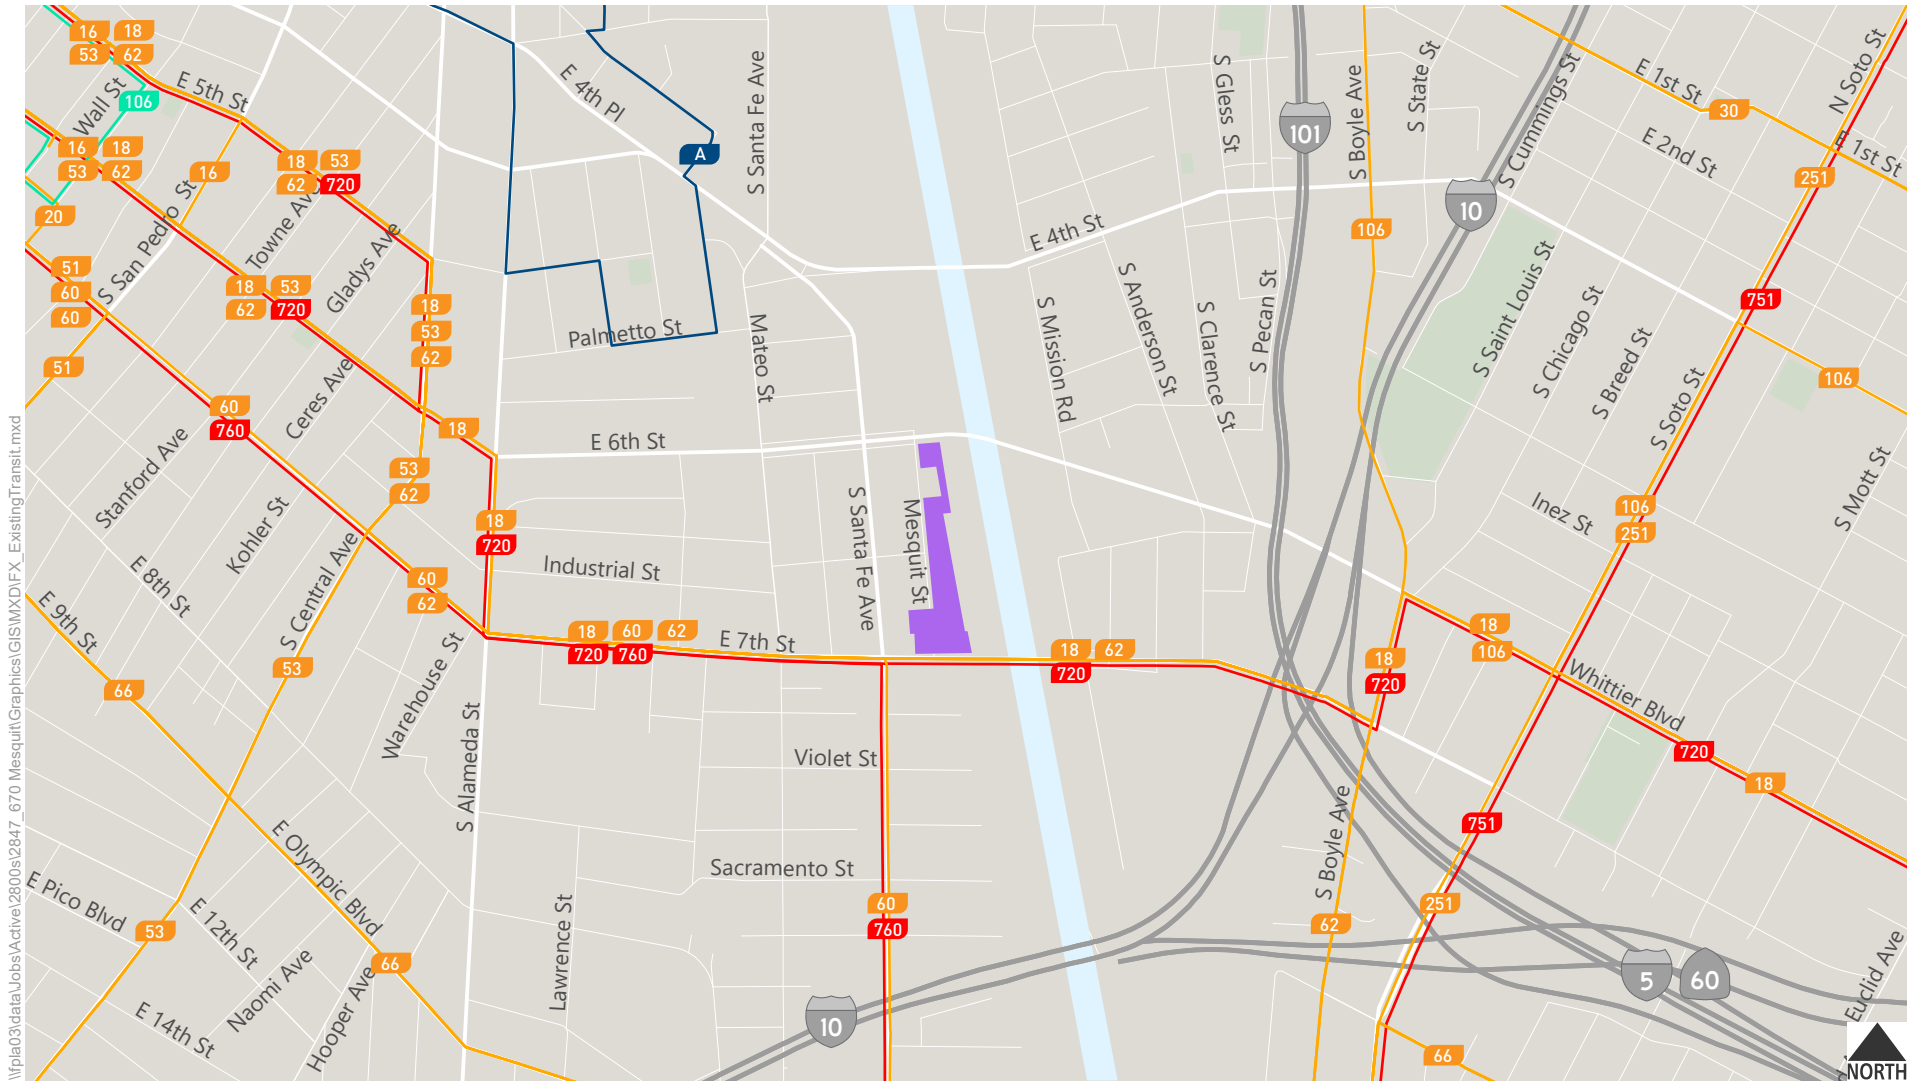 16 18
53 62
106
Wall St
E 5th St
16 18
53 62
16
20
18 53
62 720
S San Pedro St
Towne Ave
Gladys Ave
51
60
60
18 53
62 720
51
18
53
62
60
760
Ceres Ave
18
53
62
Stanford Ave
Kohler St
S Central Ave
E 8th St
E 9th St
18
720
60
62
53
66
Warehouse St
S Alameda St
E Olympic Blvd
E Pico Blvd
53
E 12th St
Naomi Ave
Hooper Ave
66
E 14th St
Lawrence St
E 4th Pl
A
S Santa Fe Ave
Palmetto St
Mateo St
E 6th St
Industrial St
S Santa Fe Ave
Mesquit St
18 60 62
720 760
E 7th St
Violet St
Sacramento St
60
760
10
E 4th St
S Mission Rd
S Anderson St
S Clarence St
S Pecan St
S Gless St
101
S Boyle Ave
S State St
10
S Cummings St
106
E 1st St
30
E 2nd St
N Soto St
E 1st St
251
751
S Saint Louis St
S Chicago St
S Breed St
S Soto St
106
S Mott St
Inez St
106
251
18 62
720
18
720
18
106
Whittier Blvd
720
18
751
S Boyle Ave
251
62
5
60
Euclid Ave
66
NORTH
\\fpla03\data\Jobs\Active\2800s\2847_670 Mesquit\Graphics\GIS\MXD\FX_ExistingTransit.mxd